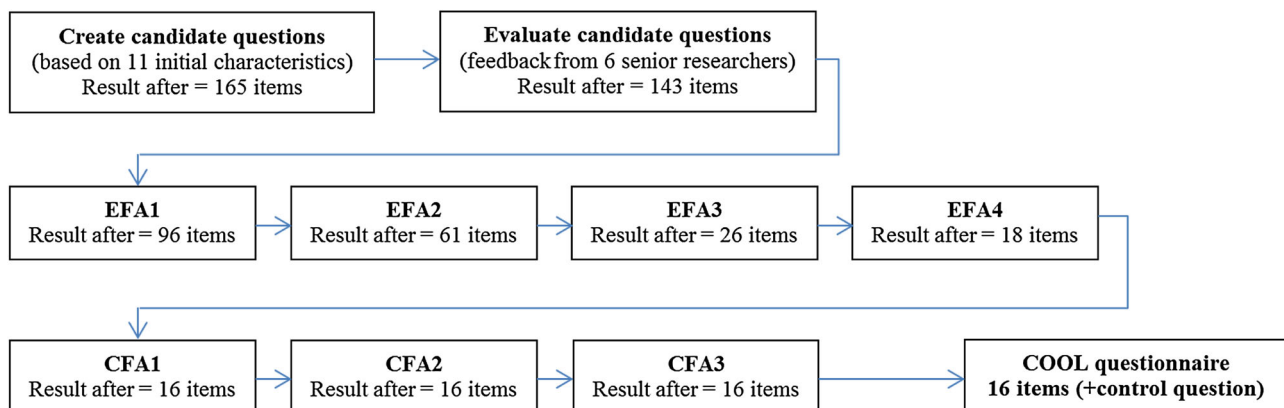 Create candidate questions
(based on 11 initial characteristics)
Result after = 165 items
Evaluate candidate questions
(feedback from 6 senior researchers)
Result after = 143 items
EFA1
Result after = 96 items
EFA2
Result after = 61 items
EFA3
Result after = 26 items
EFA4
Result after = 18 items
CFA1
Result after = 16 items
CFA2
Result after = 16 items
CFA3
Result after = 16 items
COOL questionnaire
16 items (+control question)